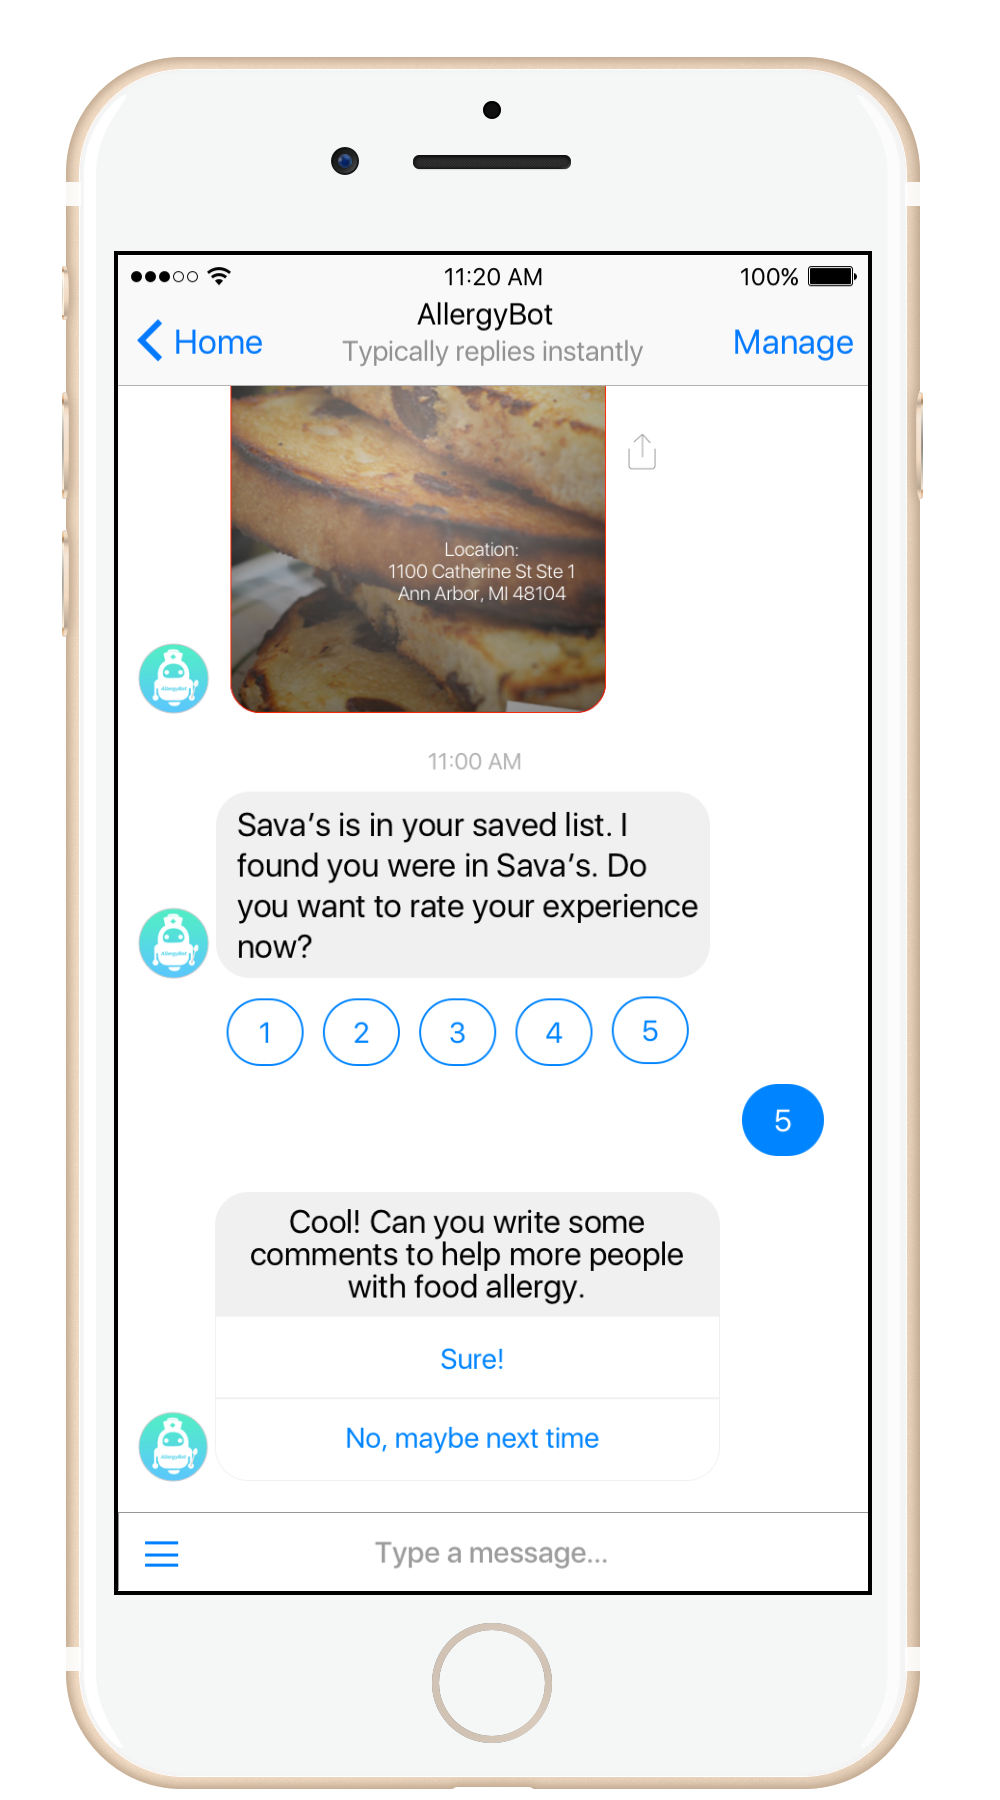 11:20 AM
100%
AllergyBot
Home
Typically replies instantly
Manage
Location:
1100 Catherine St Ste 1
Ann Arbor, MI 48104
AllergyBot
11:00 AM
Sava's is in your saved list. I
found you were in Sava's. Do
you want to rate your experience
now?
AllergyBot
1 2 3 4 5
5
Cool! Can you write some
comments to help more people
with food allergy.
Sure!
No, maybe next time
AllergyBot
Type a message...